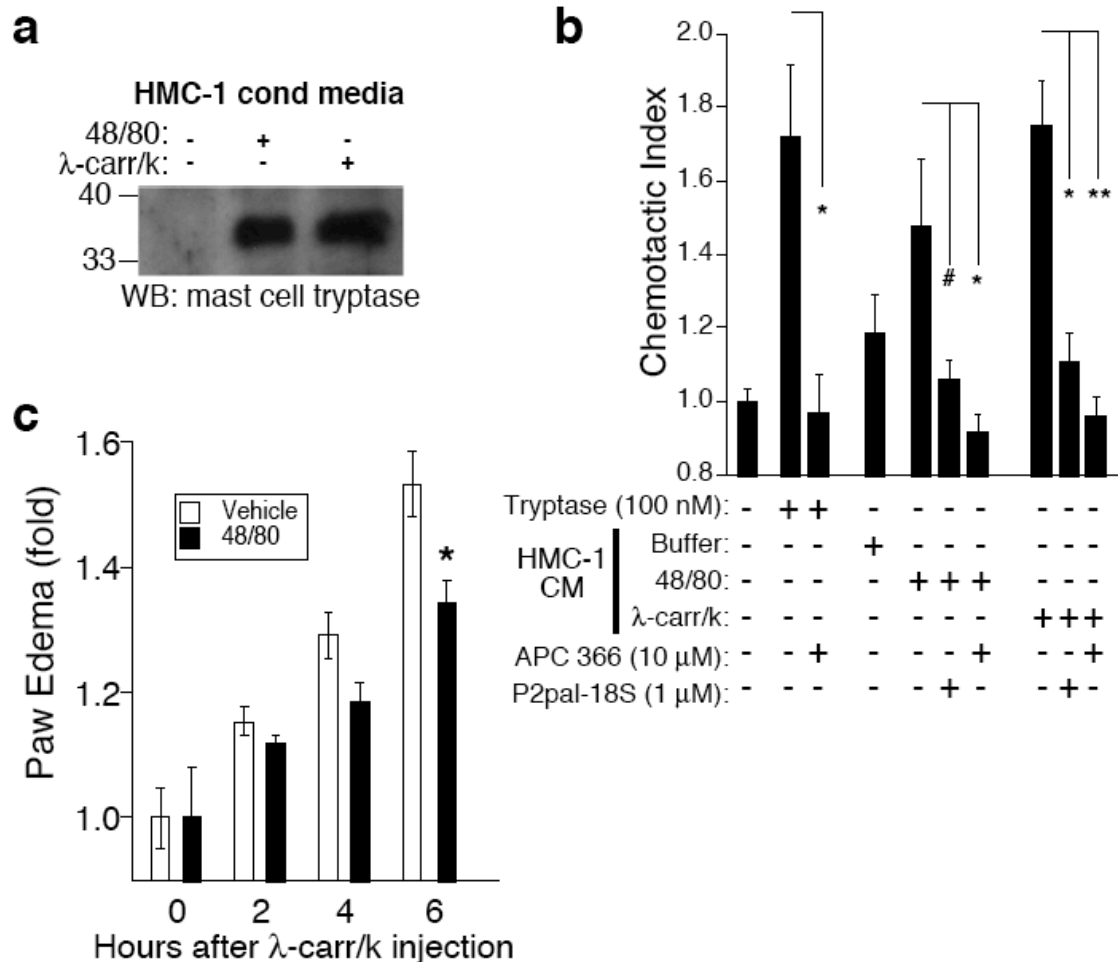 a
HMC-1 cond media
48/80: - + -
λ-carr/k: - - +
40
33
WB: mast cell tryptase
b
Chemotactic Index
2.0
1.8
1.6
1.4
1.2
1.0
0.8
*
# *
* **
Tryptase (100 nM): - + + - - - - - - -
HMC-1 CM
Buffer: - - - + - - - - - -
48/80: - - - - + + + - - -
λ-carr/k: - - - - - - - + + +
APC 366 (10 μM): - - + - - - + - - +
P2pal-18S (1 μM): - - - - - + - - + -
c
Paw Edema (fold)
1.6
1.4
1.2
1.0
Vehicle
48/80
*
0 2 4 6
Hours after λ-carr/k injection